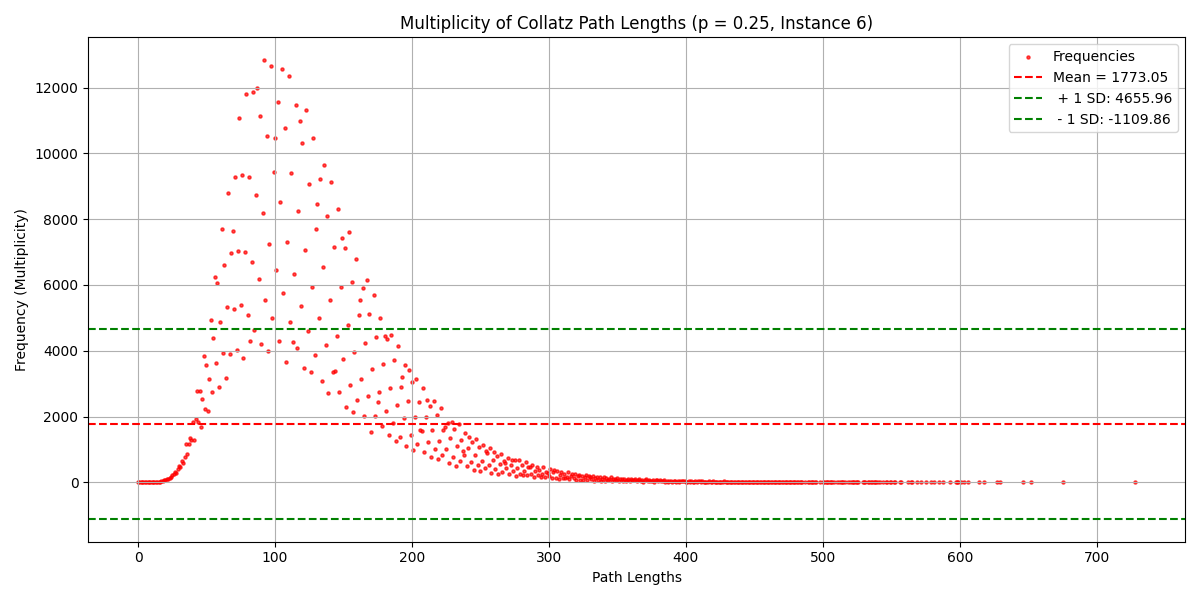 Multiplicity of Collatz Path Lengths (p = 0.25, Instance 6)
Frequencies
Mean = 1773.05
+ 1 SD: 4655.96
- 1 SD: -1109.86
Frequency (Multiplicity)
12000
10000
8000
6000
4000
2000
0
0 100 200 300 400 500 600 700
Path Lengths